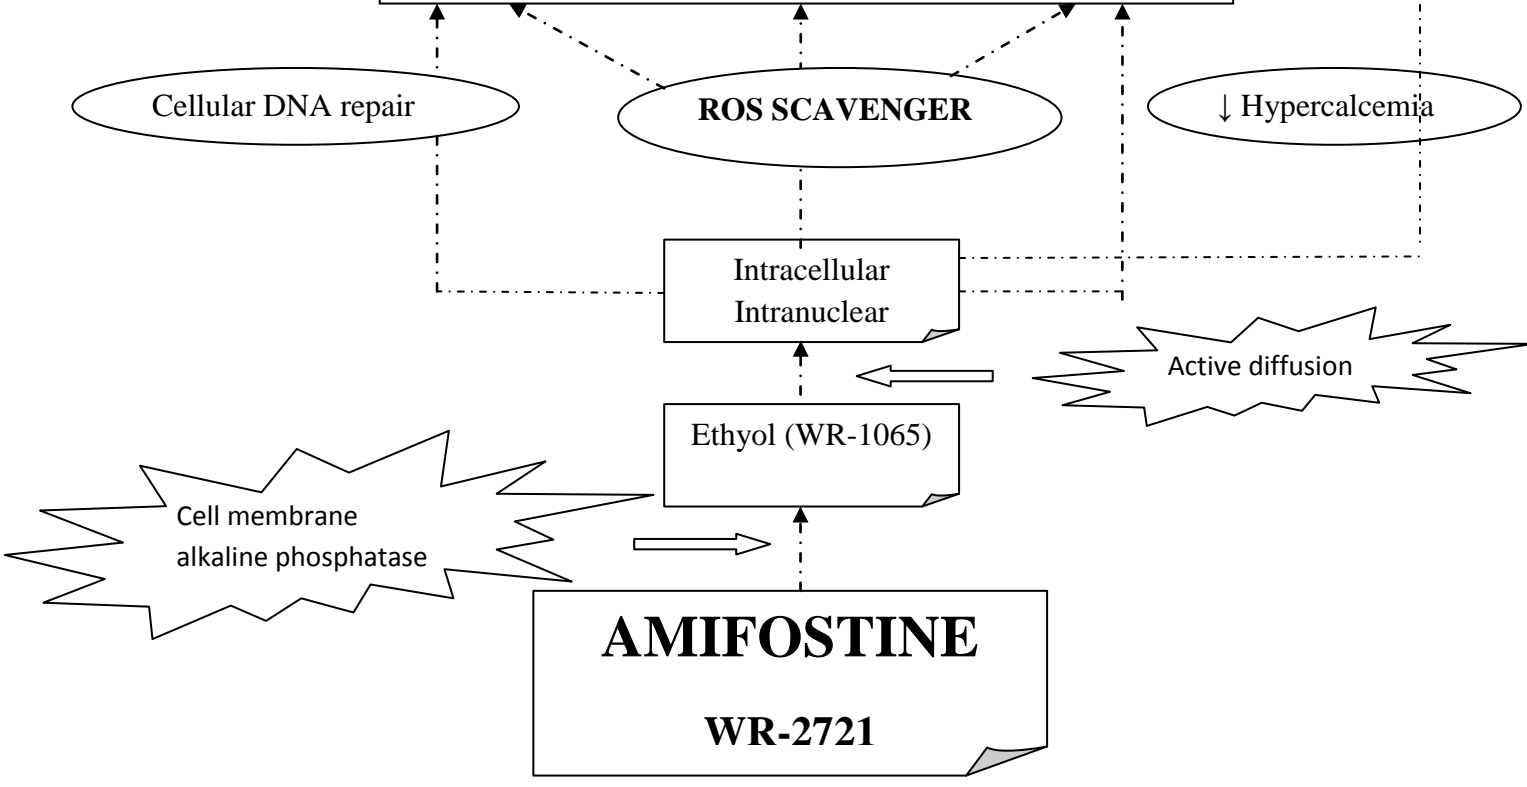 Cellular DNA repair
ROS SCAVENGER
↓ Hypercalcemia
Intracellular
Intranuclear
Active diffusion
Ethyol (WR-1065)
Cell membrane
alkaline phosphatase
AMIFOSTINE
WR-2721